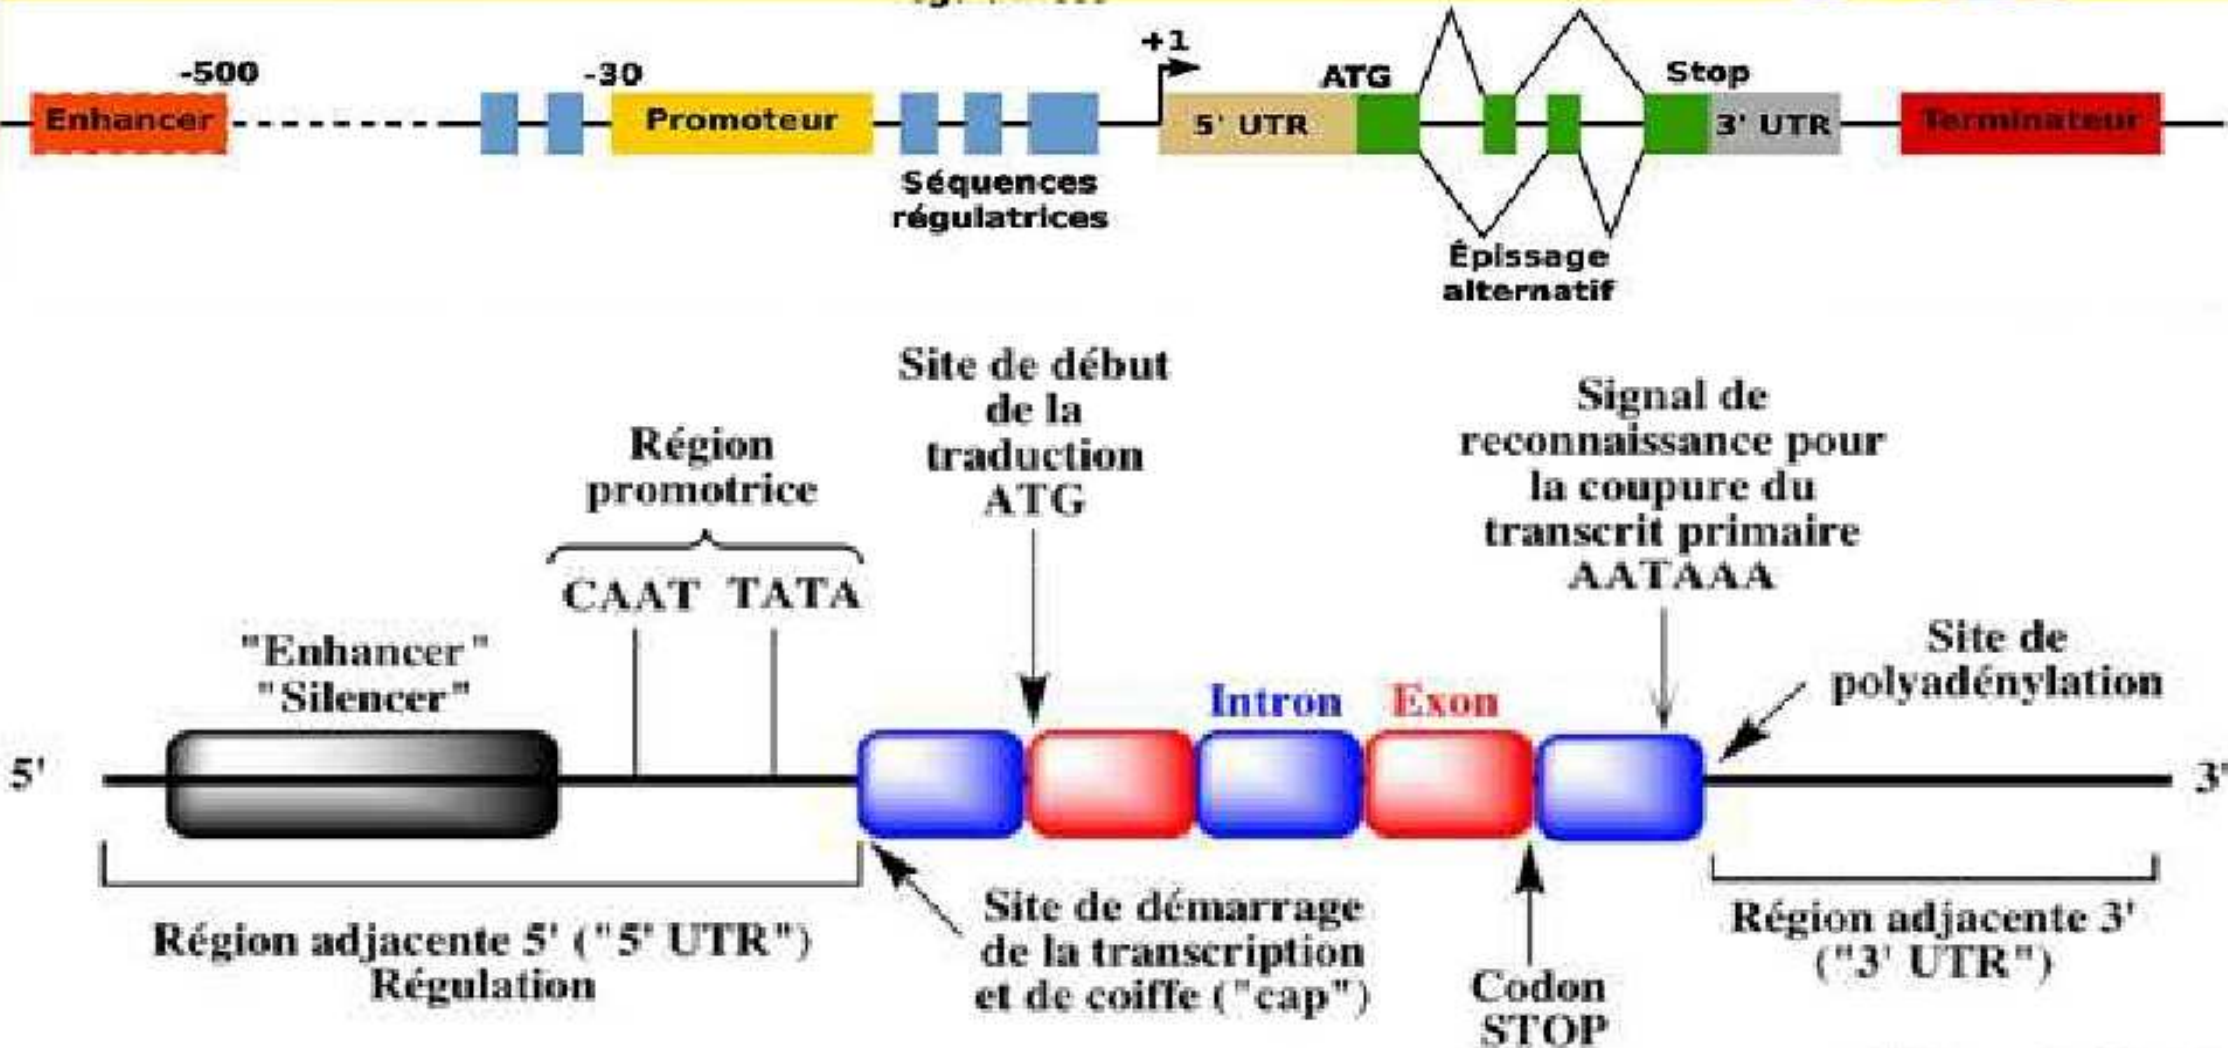 -500
-30
+1
ATG
Stop
Enhancer
Promoteur
5' UTR
3' UTR
Terminateur
Séquences
régulatrices
Épissage
alternatif
Site de début
de la
traduction
ATG
Signal de
reconnaissance pour
la coupure du
transcrit primaire
AATAAA
Région
promotrice
CAAT TATA
"Enhancer"
"Silencer"
Intron
Exon
Site de
polyadénylation
5'
3'
Région adjacente 5' ("5' UTR")
Régulation
Site de démarrage
de la transcription
et de coiffe ("cap")
Codon
STOP
Région adjacente 3'
("3' UTR")